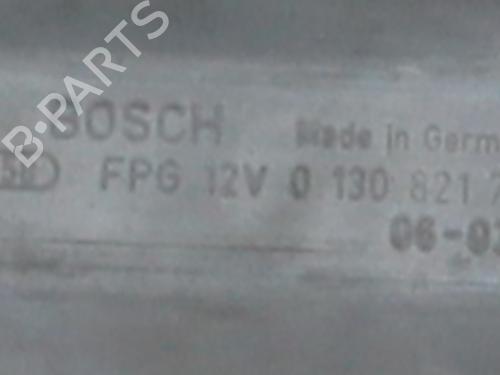 BOSCH Made in Germ
FPG 12V 0 130 821
06-0
B-PARTS